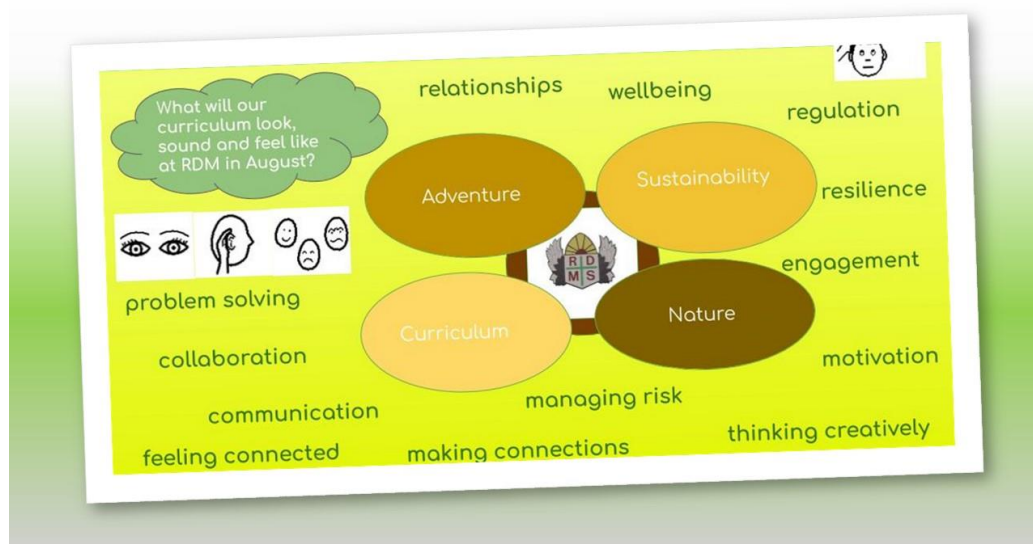 What will our
curriculum look,
sound and feel like
at RDM in August?
relationships
wellbeing
regulation
Adventure
Sustainability
resilience
R D
M S
engagement
problem solving
Curriculum
Nature
collaboration
motivation
communication
managing risk
feeling connected
making connections
thinking creatively